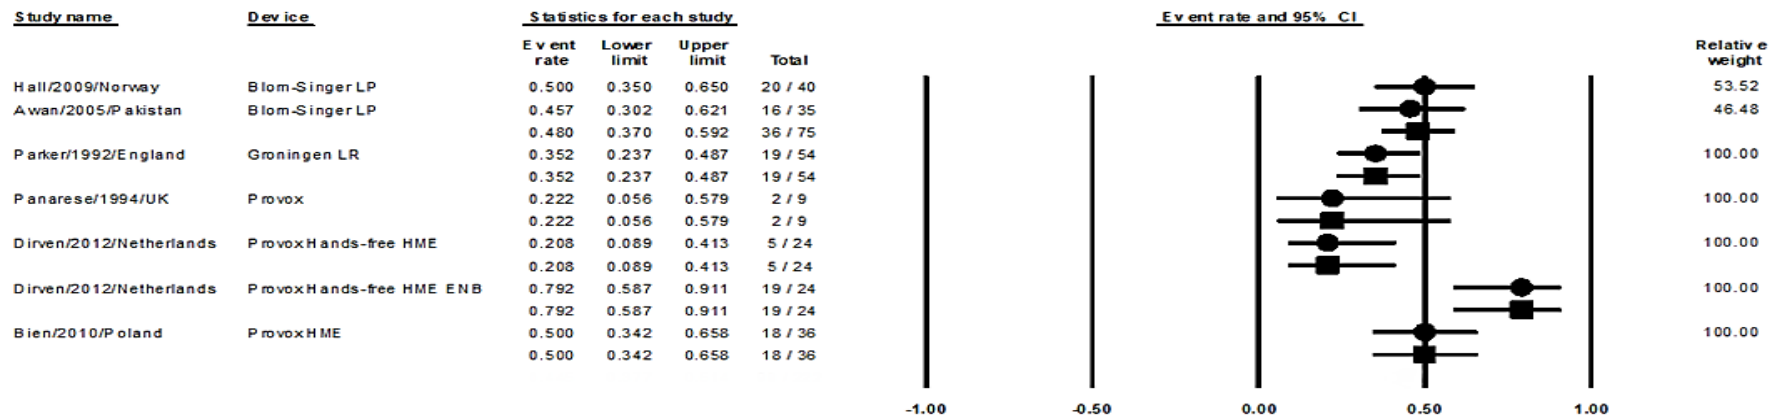 Study name Device Statistics for each study Event rate and 95% CI
Event rate Lower limit Upper limit Total Relative weight
Hall/2009/Norway Blom-Singer LP 0.500 0.350 0.650 20 / 40 53.52
Awan/2005/Pakistan Blom-Singer LP 0.457 0.302 0.621 16 / 35 46.48
0.480 0.370 0.592 36 / 75
Parker/1992/England Groningen LR 0.352 0.237 0.487 19 / 54 100.00
0.352 0.237 0.487 19 / 54
Panarese/1994/UK Provox 0.222 0.056 0.579 2 / 9 100.00
0.222 0.056 0.579 2 / 9
Dirven/2012/Netherlands Provox Hands-free HME 0.208 0.089 0.413 5 / 24 100.00
0.208 0.089 0.413 5 / 24
Dirven/2012/Netherlands Provox Hands-free HME ENB 0.792 0.587 0.911 19 / 24 100.00
0.792 0.587 0.911 19 / 24
Bien/2010/Poland Provox HME 0.500 0.342 0.658 18 / 36 100.00
0.500 0.342 0.658 18 / 36
-1.00 -0.50 0.00 0.50 1.00